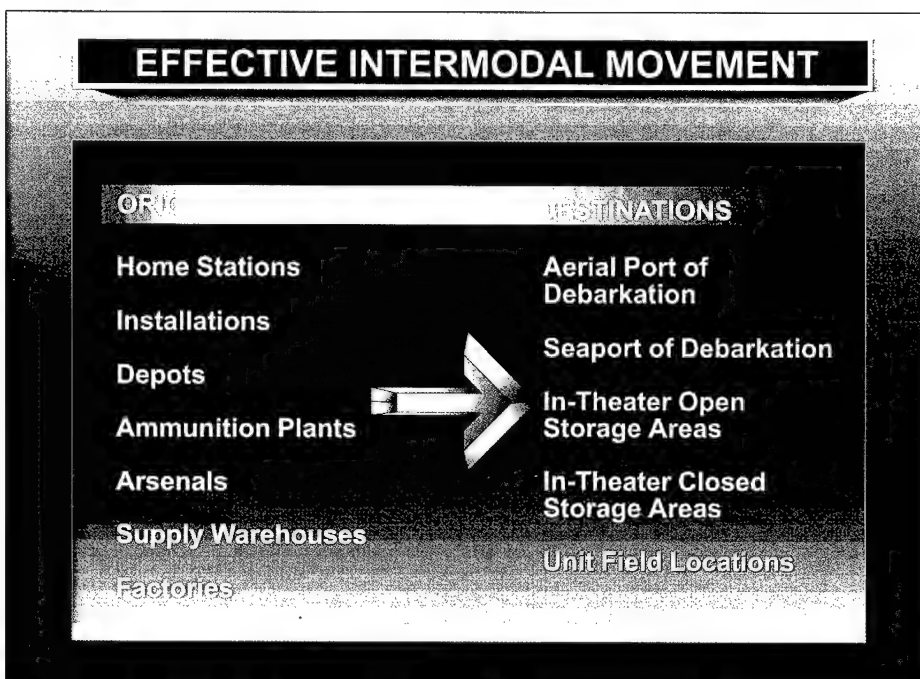 EFFECTIVE INTERMODAL MOVEMENT
DESTINATIONS
Home Stations
Installations
Depots
Ammunition Plants
Arsenals
Supply Warehouses
Factories
Aerial Port of
Debarkation
Seaport of Debarkation
In-Theater Open
Storage Areas
In-Theater Closed
Storage Areas
Unit Field Locations